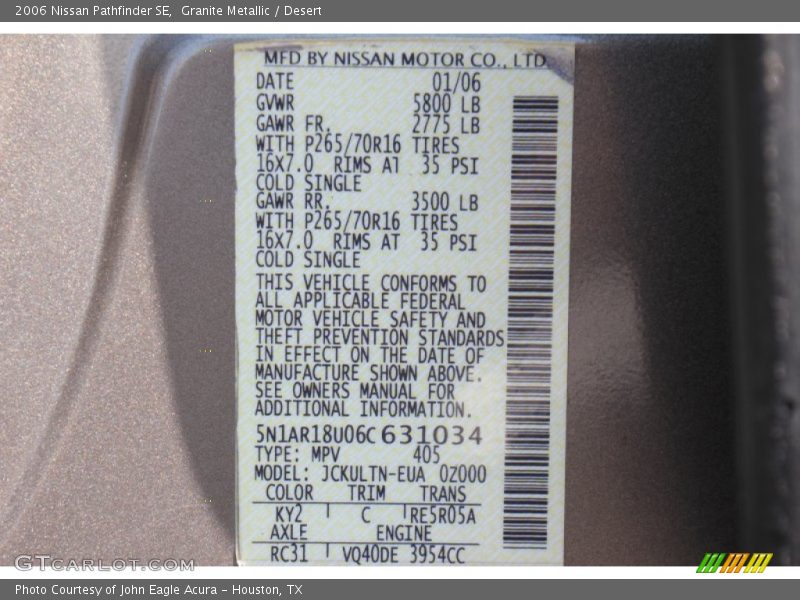 2006 Nissan Pathfinder SE, Granite Metallic / Desert
MFD BY NISSAN MOTOR CO., LTD
DATE 01/06
GVWR 5800 LB
GAWR FR. 2775 LB
WITH P265/70R16 TIRES
16X7.0 RIMS AT 35 PSI
COLD SINGLE
GAWR RR. 3500 LB
WITH P265/70R16 TIRES
16X7.0 RIMS AT 35 PSI
COLD SINGLE
THIS VEHICLE CONFORMS TO
ALL APPLICABLE FEDERAL
MOTOR VEHICLE SAFETY AND
THEFT PREVENTION STANDARDS
IN EFFECT ON THE DATE OF
MANUFACTURE SHOWN ABOVE.
SEE OWNERS MANUAL FOR
ADDITIONAL INFORMATION.
5N1AR18U06C631034
TYPE: MPV 405
MODEL: JCKULTN-EUA 0Z000
COLOR TRIM TRANS
KY2 C RE5R05A
AXLE ENGINE
RC31 VQ40DE 3954CC
GTCarLot.com
Photo Courtesy of John Eagle Acura - Houston, TX